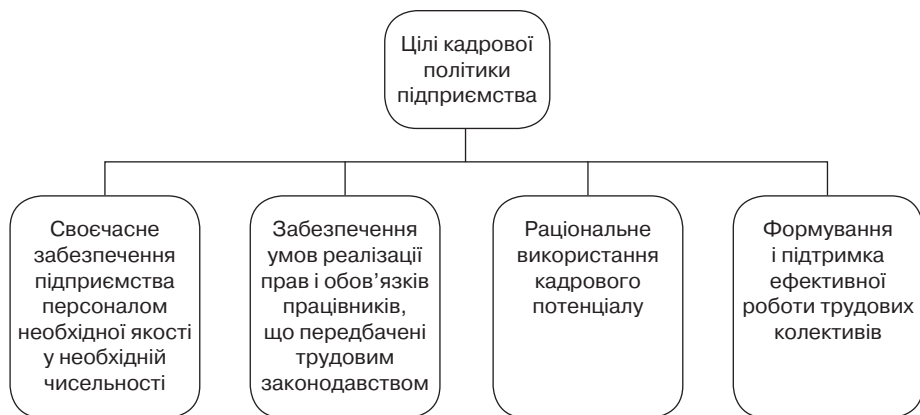 Цілі кадрової
політики
підприємства
Своєчасне
забезпечення
підприємства
персоналом
необхідної якості
у необхідній
чисельності
Забезпечення
умов реалізації
прав і обов’язків
працівників,
що передбачені
трудовим
законодавством
Раціональне
використання
кадрового
потенціалу
Формування
і підтримка
ефективної
роботи трудових
колективів